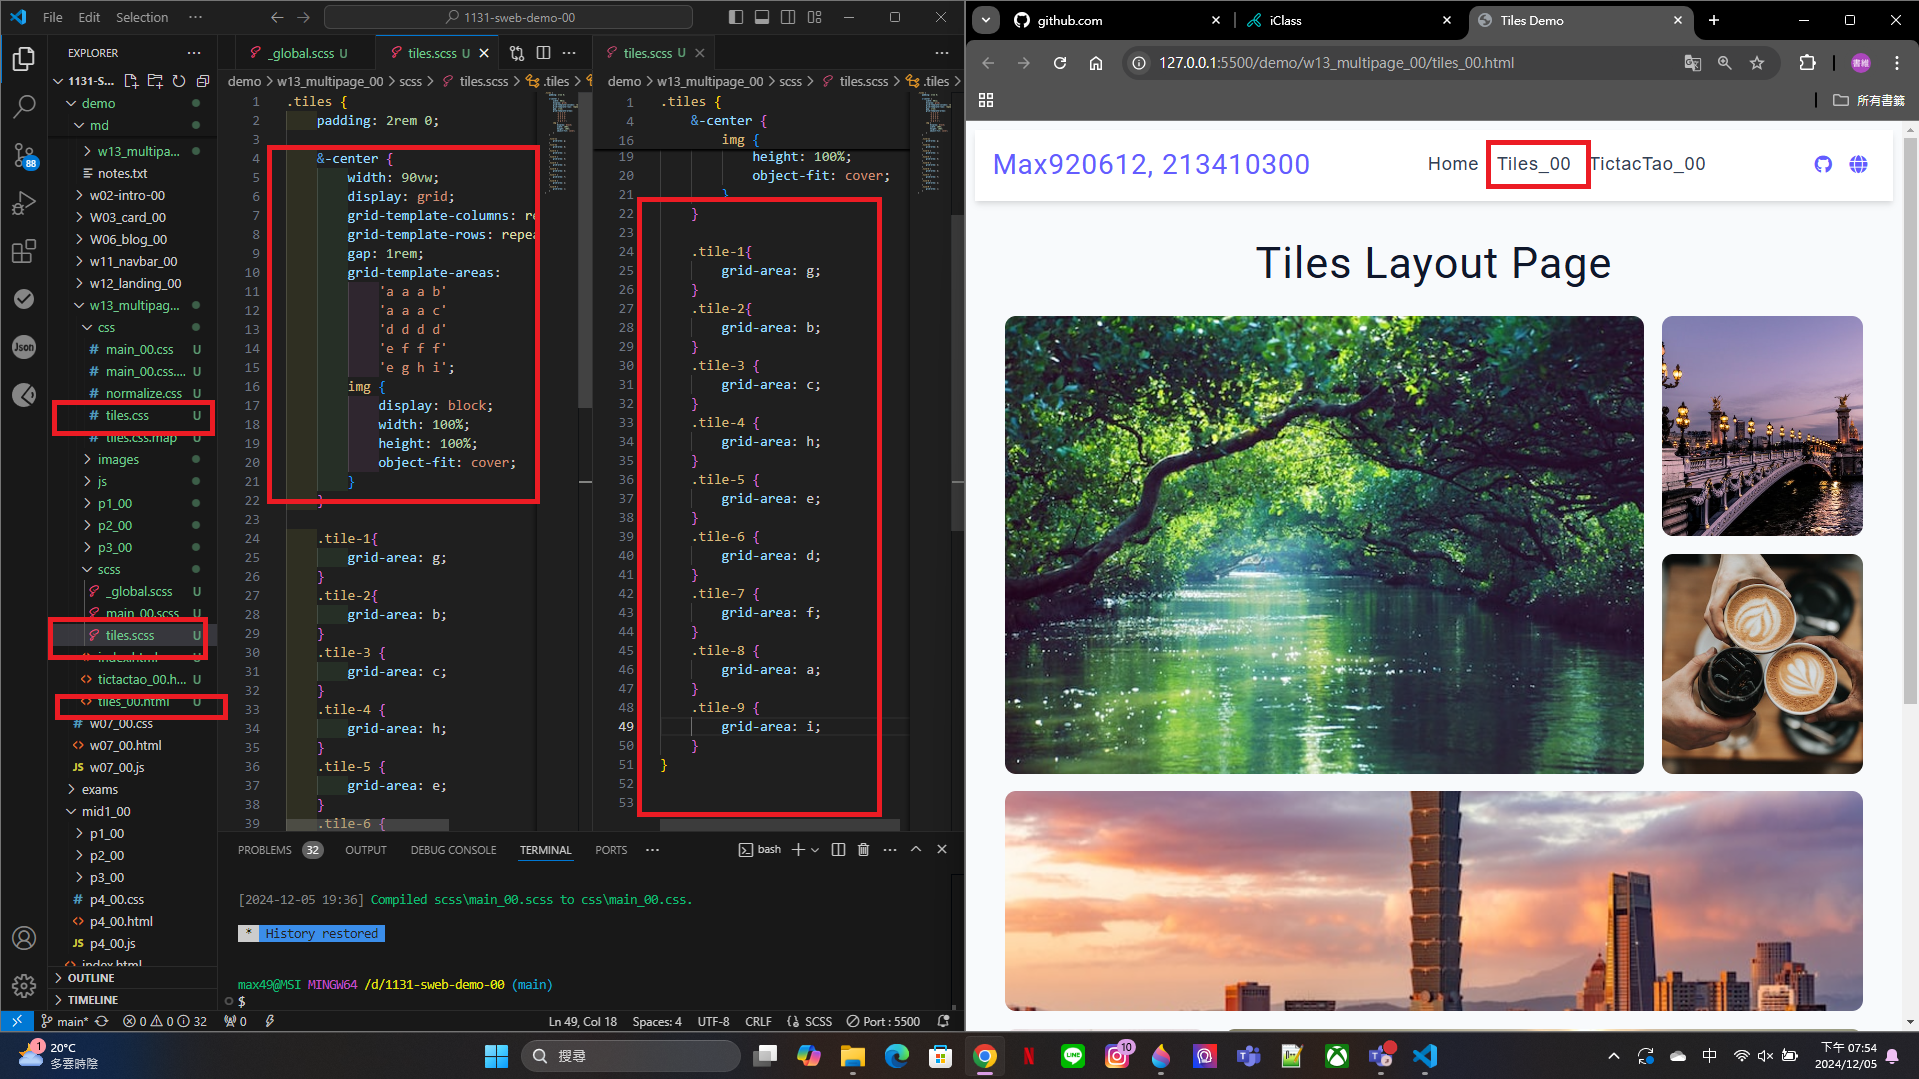 File Edit Selection ··· 1131-sweb-demo-00
EXPLORER ···
1131-S...
demo
md
w13_multipa...
notes.txt
w02-intro-00
W03_card_00
W06_blog_00
w11_navbar_00
w12_landing_00
w13_multipag...
css
main_00.css U
main_00.css.... U
normalize.css U
tiles.css U
tiles.css.map U
images
js
p1_00
p2_00
p3_00
scss
_global.scss U
main_00.scss U
tiles.scss U
index.html U
tictactao_00.h... U
tiles_00.html U
w07_00.css
w07_00.html
w07_00.js
exams
mid1_00
p1_00
p2_00
p3_00
p4_00.css
p4_00.html
p4_00.js
index.html
OUTLINE
TIMELINE
88
Json
_global.scss U tiles.scss U
demo > w13_multipage_00 > scss > tiles.scss > .tiles >
1 .tiles {
2 padding: 2rem 0;
3
4 &-center {
5 width: 90vw;
6 display: grid;
7 grid-template-columns: re
8 grid-template-rows: repea
9 gap: 1rem;
10 grid-template-areas:
11 'a a a b'
12 'a a a c'
13 'd d d d'
14 'e f f f'
15 'e g h i';
16 img {
17 display: block;
18 width: 100%;
19 height: 100%;
20 object-fit: cover;
21 }
22 }
23
24 .tile-1{
25 grid-area: g;
26 }
27 .tile-2{
28 grid-area: b;
29 }
30 .tile-3 {
31 grid-area: c;
32 }
33 .tile-4 {
34 grid-area: h;
35 }
36 .tile-5 {
37 grid-area: e;
38 }
39 .tile-6 {
tiles.scss U
demo > w13_multipage_00 > scss > tiles.scss > .tiles >
1 .tiles {
4 &-center {
16 img {
19 height: 100%;
20 object-fit: cover;
21 }
22 }
23
24 .tile-1{
25 grid-area: g;
26 }
27 .tile-2{
28 grid-area: b;
29 }
30 .tile-3 {
31 grid-area: c;
32 }
33 .tile-4 {
34 grid-area: h;
35 }
36 .tile-5 {
37 grid-area: e;
38 }
39 .tile-6 {
40 grid-area: d;
41 }
42 .tile-7 {
43 grid-area: f;
44 }
45 .tile-8 {
46 grid-area: a;
47 }
48 .tile-9 {
49 grid-area: i;
50 }
51 }
52
53
PROBLEMS 32 OUTPUT DEBUG CONSOLE TERMINAL PORTS ··· bash
[2024-12-05 19:36] Compiled scss\main_00.scss to css\main_00.css.
* History restored
max49@MSI MINGW64 /d/1131-sweb-demo-00 (main)
$
main* 0 0 32 0 Ln 49, Col 18 Spaces: 4 UTF-8 CRLF SCSS Port : 5500
github.com iClass Tiles Demo
127.0.0.1:5500/demo/w13_multipage_00/tiles_00.html
所有書籤
Max920612, 213410300 Home Tiles_00 TictacTao_00
Tiles Layout Page
1 20°C
多雲時陰
搜尋
10
中
下午 07:54
2024/12/05